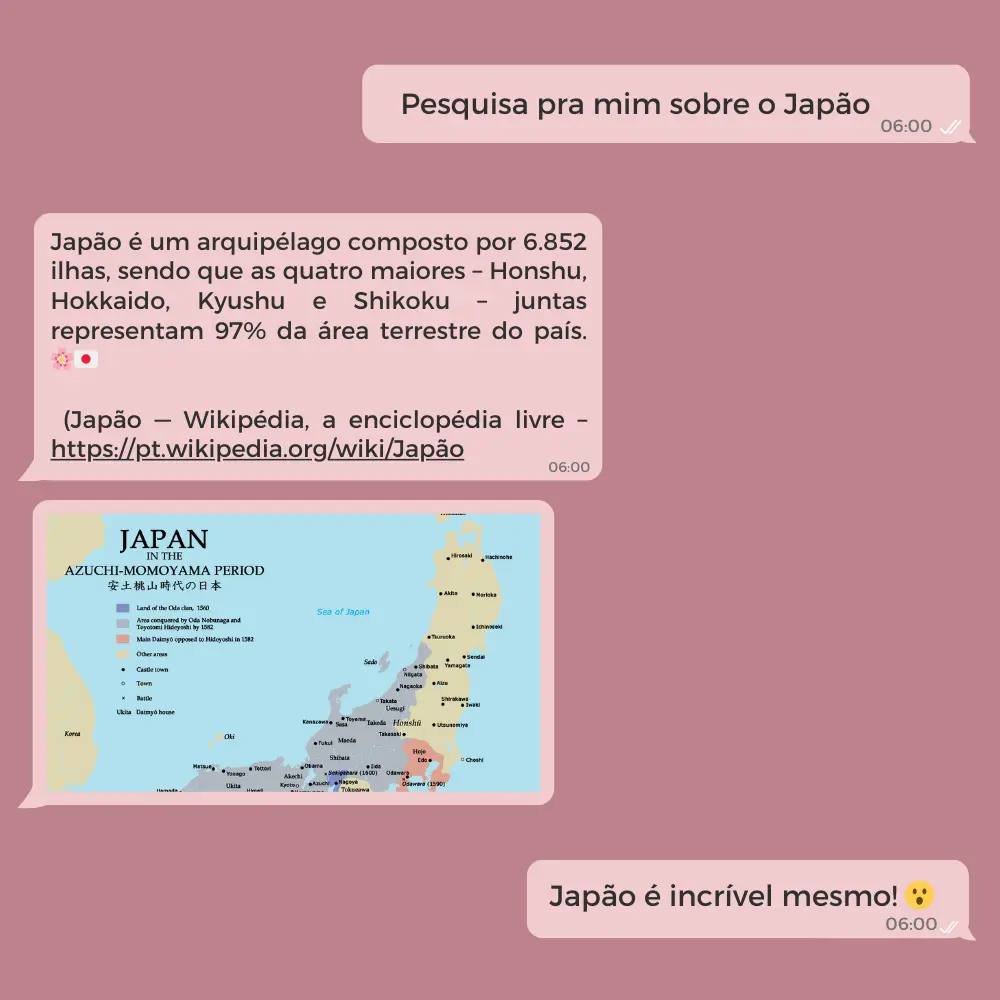 Pesquisa pra mim sobre o Japão
06:00
Japão é um arquipélago composto por 6.852
ilhas, sendo que as quatro maiores – Honshu,
Hokkaido, Kyushu e Shikoku – juntas
representam 97% da área terrestre do país.
🌸🇯🇵
(Japão — Wikipédia, a enciclopédia livre –
https://pt.wikipedia.org/wiki/Japão
06:00
JAPAN
IN THE
AZUCHI-MOMOYAMA PERIOD
安土桃山時代の日本
Land of the Oda clan, 1560
Area conquered by Oda Nobunaga and
Toyotomi Hideyoshi by 1582
Main Daimyō opposed to Hideyoshi in 1582
Other areas
Castle town
Town
Battle
Ukita Daimyō house
Sea of Japan
Hirosaki
Hachinohe
Akita
Morioka
Ichinoseki
Tsuruoka
Sendai
Yamagata
Sado
Shibata
Niigata
Nagaoka
Aizu
Takata
Uesugi
Shirakawa
Iwaki
Kanazawa
Toyama
Sasa
Takeda
Honshū
Utsunomiya
Takasaki
Korea
Oki
Fukui
Maeda
Hojo
Shibata
Edo
Choshi
Matsue
Yonago
Tottori
Obama
Akechi
Iida
Sekigahara (1600)
Odawara
Ukita
Himeji
Kyoto
Azuchi
Nagoya
Tokugawa
Odawara (1590)
Japão é incrível mesmo! 😮
06:00